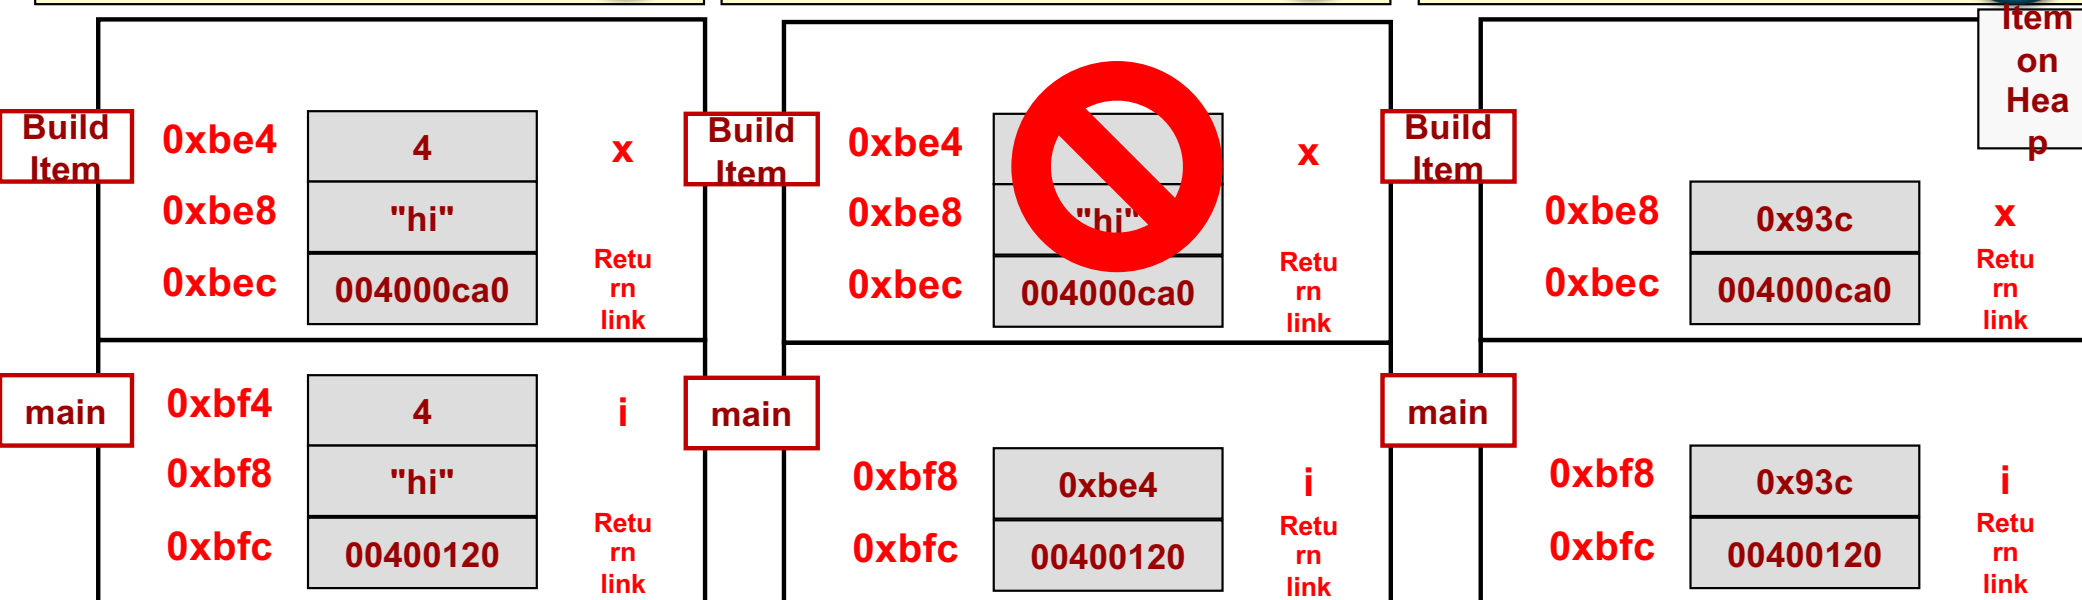 Build
Item
0xbe4
4
x
0xbe8
"hi"
0xbec
004000ca0
Retu
rn
link
main
0xbf4
4
i
0xbf8
"hi"
0xbfc
00400120
Retu
rn
link
Build
Item
0xbe4
x
0xbe8
"hi"
0xbec
004000ca0
Retu
rn
link
main
0xbf8
0xbe4
i
0xbfc
00400120
Retu
rn
link
Item
on
Hea
p
Build
Item
0xbe8
0x93c
x
0xbec
004000ca0
Retu
rn
link
main
0xbf8
0x93c
i
0xbfc
00400120
Retu
rn
link